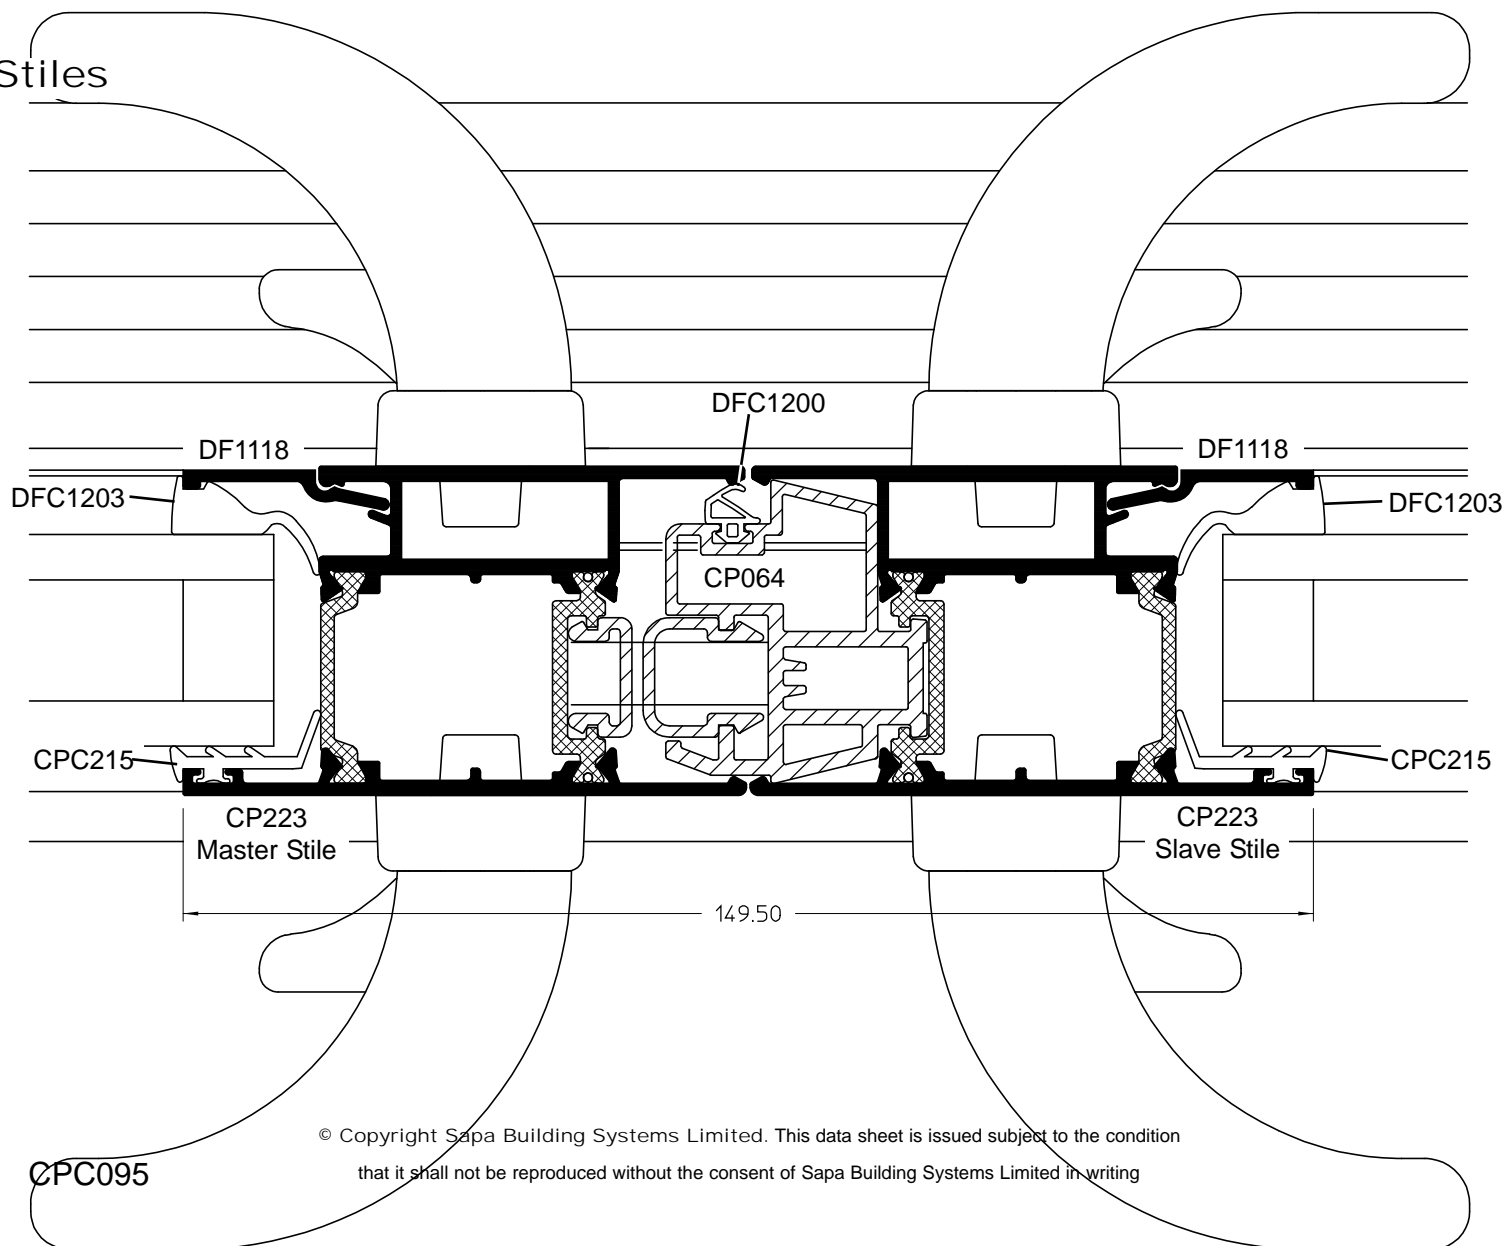 Stiles
DFC1200
DF1118
DF1118
DFC1203
DFC1203
CP064
CPC215
CPC215
CP223
Master Stile
CP223
Slave Stile
149.50
© Copyright Sapa Building Systems Limited. This data sheet is issued subject to the condition
that it shall not be reproduced without the consent of Sapa Building Systems Limited in writing
CPC095